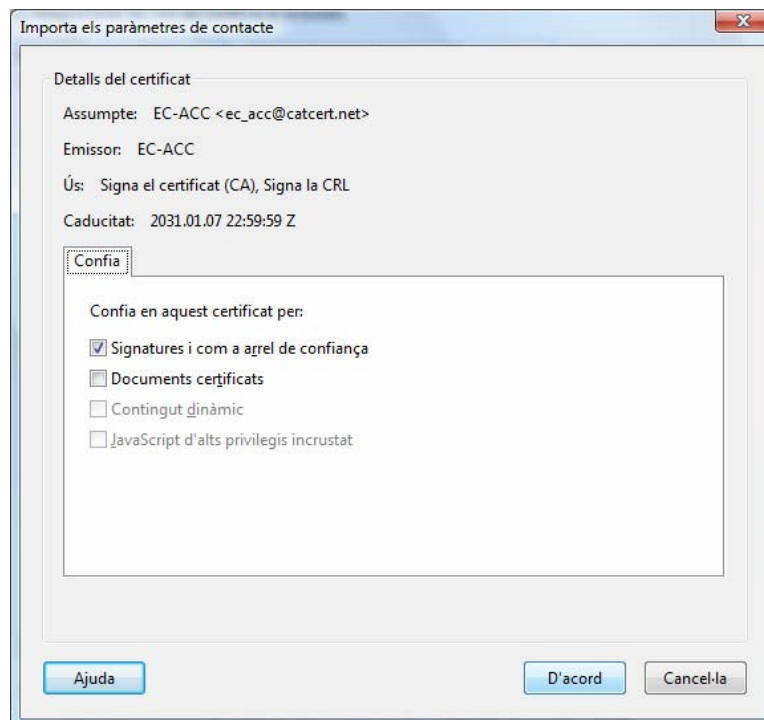 Importa els paràmetres de contacte
Detalls del certificat
Assumpte: EC-ACC <ec_acc@catcert.net>
Emissor: EC-ACC
Ús: Signa el certificat (CA), Signa la CRL
Caducitat: 2031.01.07 22:59:59 Z
Confia
Confia en aquest certificat per:
Signatures i com a arrel de confiança
Documents certificats
Contingut dinàmic
JavaScript d'alts privilegis incrustat
Ajuda D'acord Cancel·la